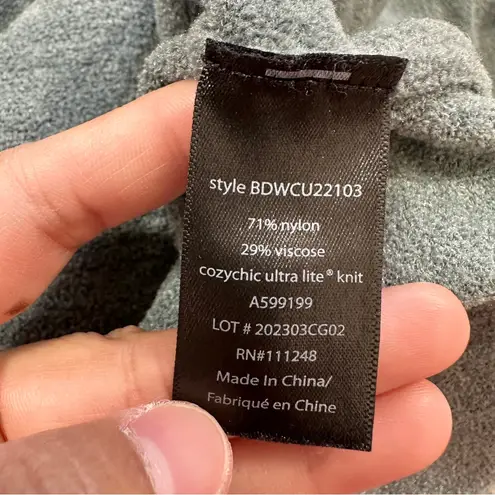 style BDWCU22103
71% nylon
29% viscose
cozychic ultra lite® knit
A599199
LOT # 202303CG02
RN#111248
Made In China/
Fabriqué en Chine